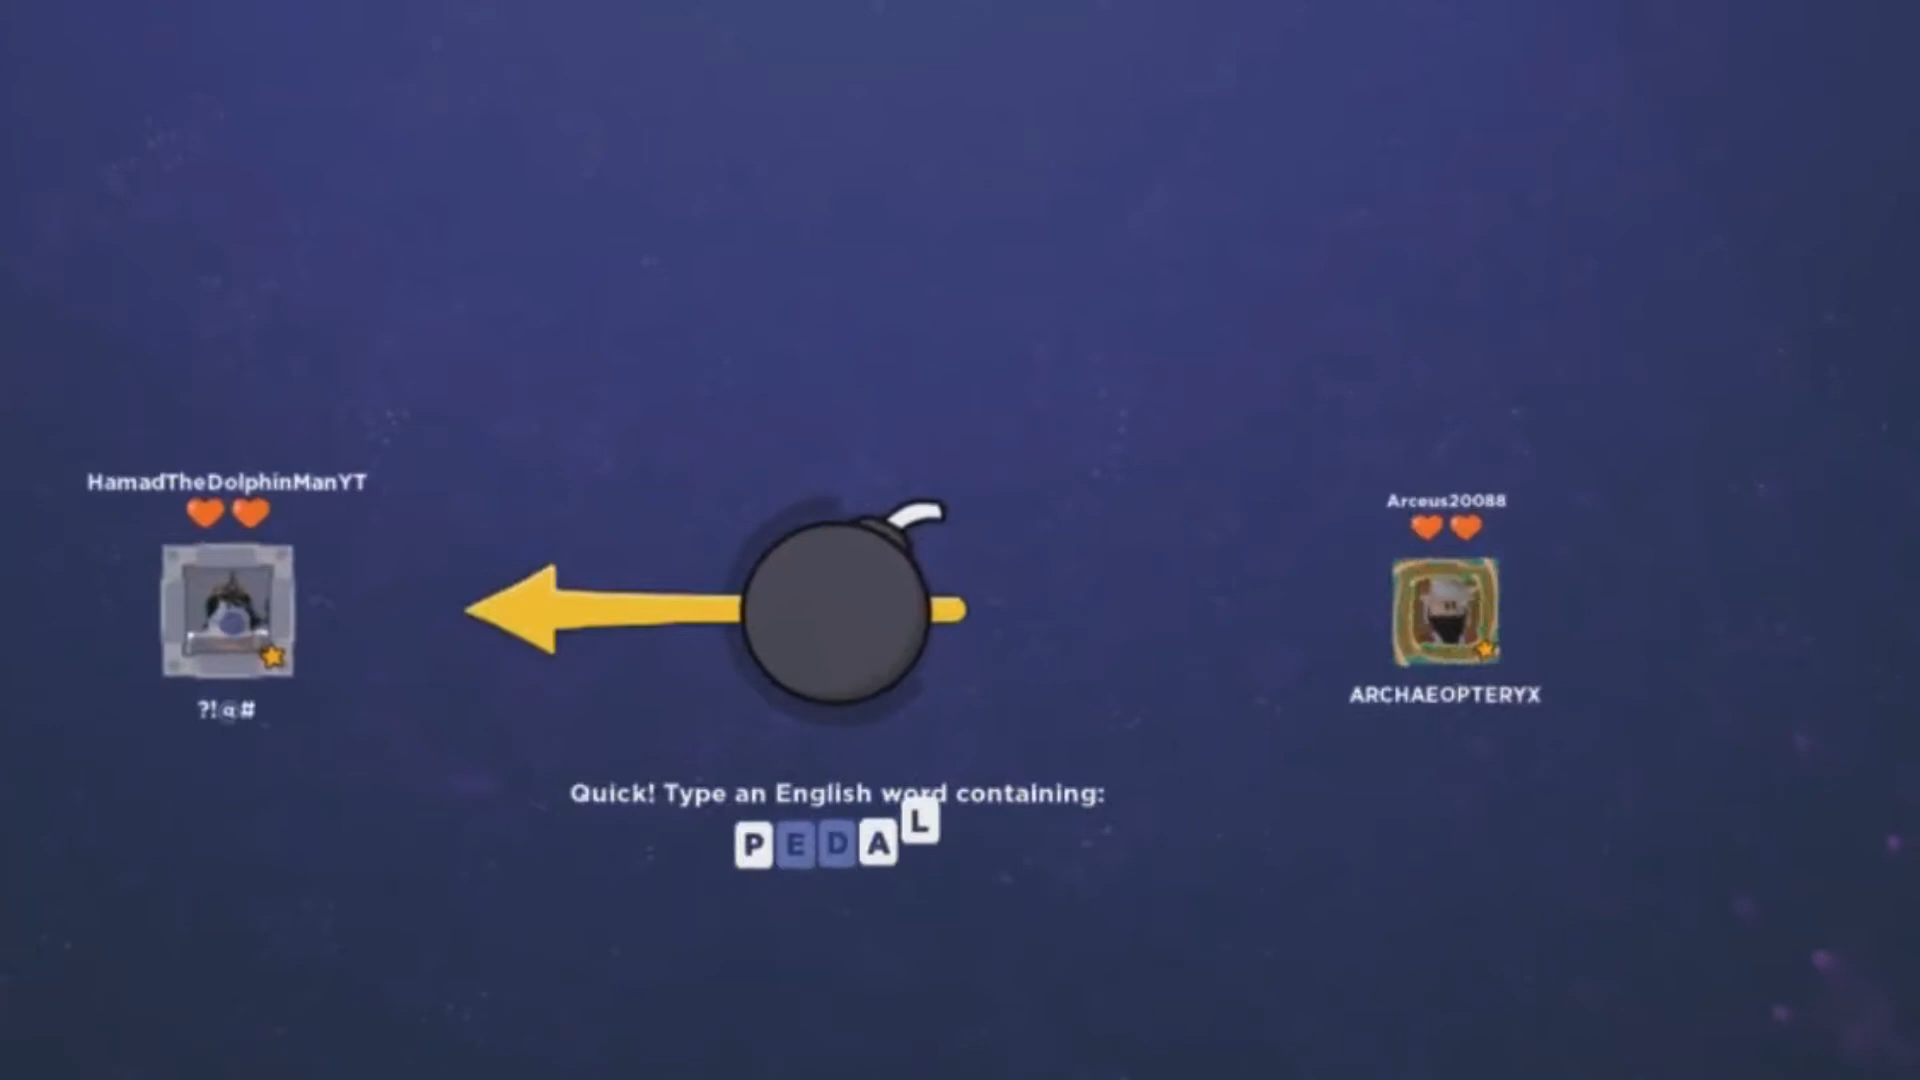 HamadTheDolphinManYT
?!@#
Arceus20088
ARCHAEOPTERYX
Quick! Type an English word containing:
PEDAL